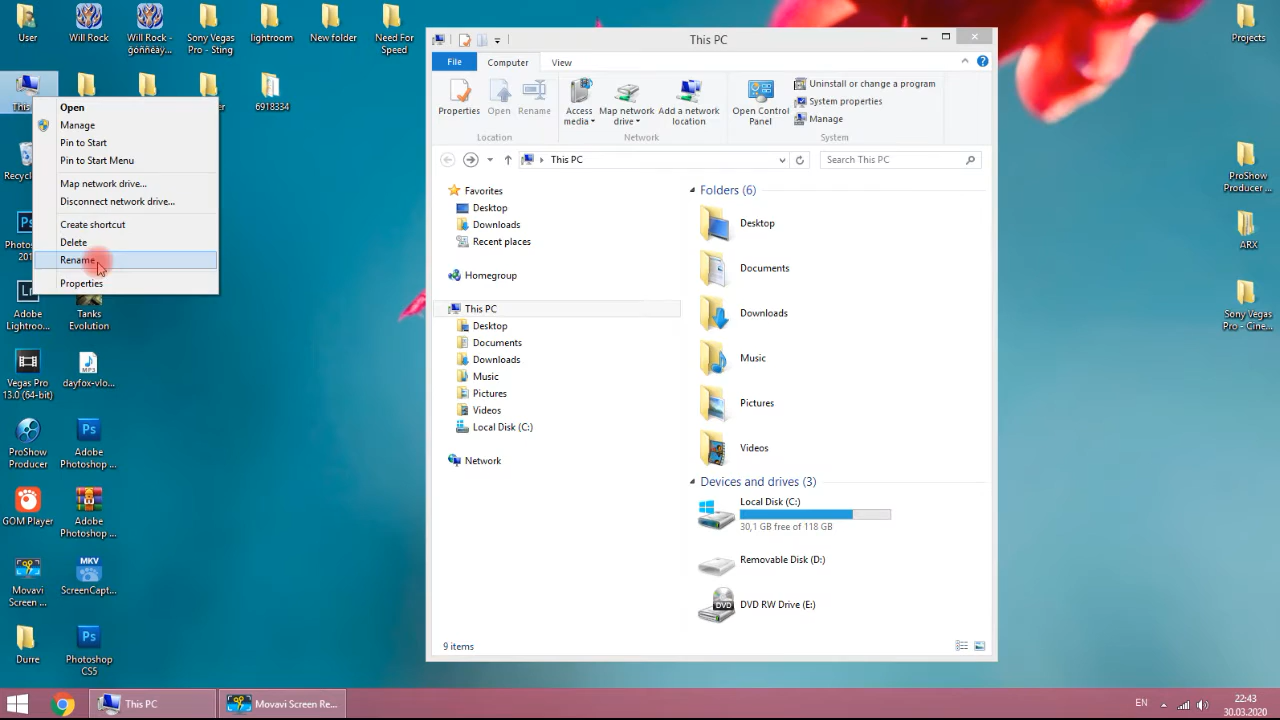 User
Will Rock
Will Rock -
Sony Vegas
Pro - Sting
lightroom
New folder
Need For
Speed
6918334
Open
Manage
Pin to Start
Pin to Start Menu
Map network drive...
Disconnect network drive...
Create shortcut
Delete
Rename
Properties
Adobe
Lightroo...
Tanks
Evolution
Vegas Pro
13.0 (64-bit)
dayfox-vlo...
ProShow
Producer
Adobe
Photoshop ...
GOM Player
Adobe
Photoshop ...
Movavi
Screen ...
ScreenCapt...
Durre
Photoshop
CS5
This PC
File
Computer
View
Properties
Open
Rename
Location
Access
media
Map network
drive
Add a network
location
Network
Open Control
Panel
Uninstall or change a program
System properties
Manage
System
This PC
Search This PC
Favorites
Desktop
Downloads
Recent places
Homegroup
This PC
Desktop
Documents
Downloads
Music
Pictures
Videos
Local Disk (C:)
Network
Folders (6)
Desktop
Documents
Downloads
Music
Pictures
Videos
Devices and drives (3)
Local Disk (C:)
30,1 GB free of 118 GB
Removable Disk (D:)
DVD RW Drive (E:)
9 items
Projects
ProShow
Producer ...
ARX
Sony Vegas
Pro - Cine...
This PC
Movavi Screen Re...
EN
22:43
30.03.2020